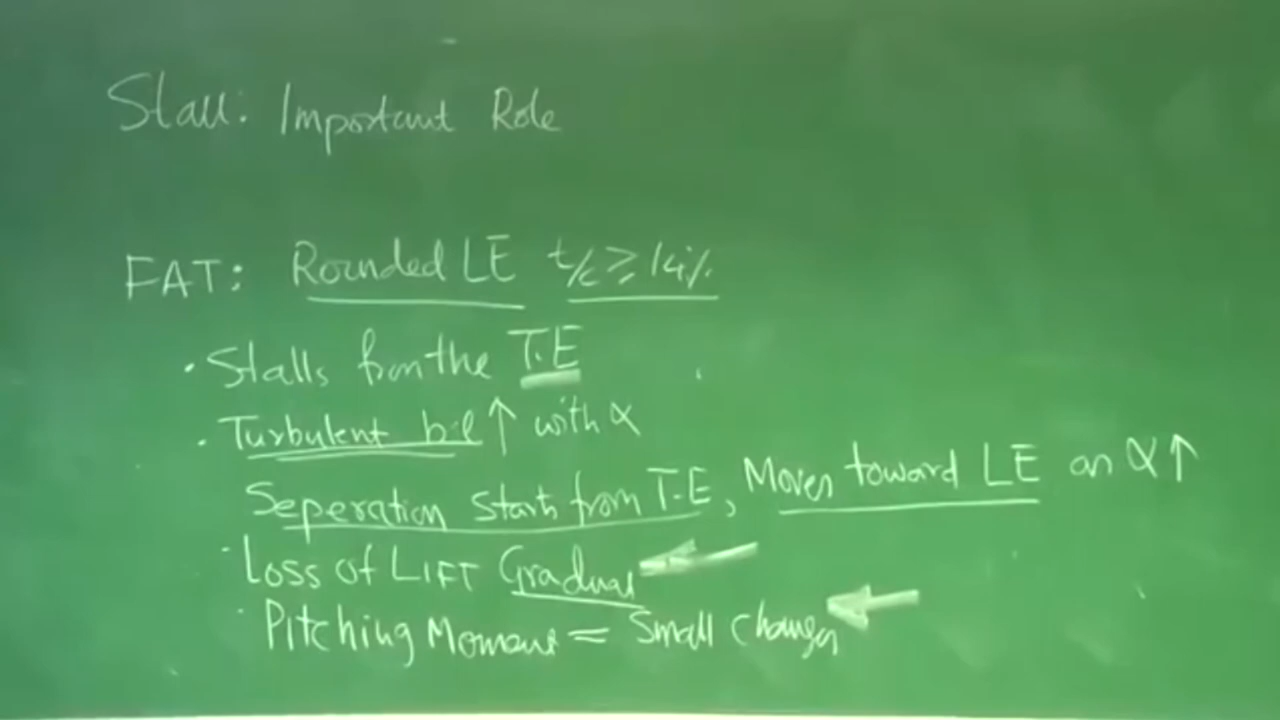 Stall: Important Role
FAT: Rounded LE t/c ≥ 14%
· Stalls from the T.E
· Turbulent b.l ↑ with α
Seperation starts from T.E, Moves toward LE as α ↑
· Loss of LIFT Gradual
· Pitching Moment = Small changes